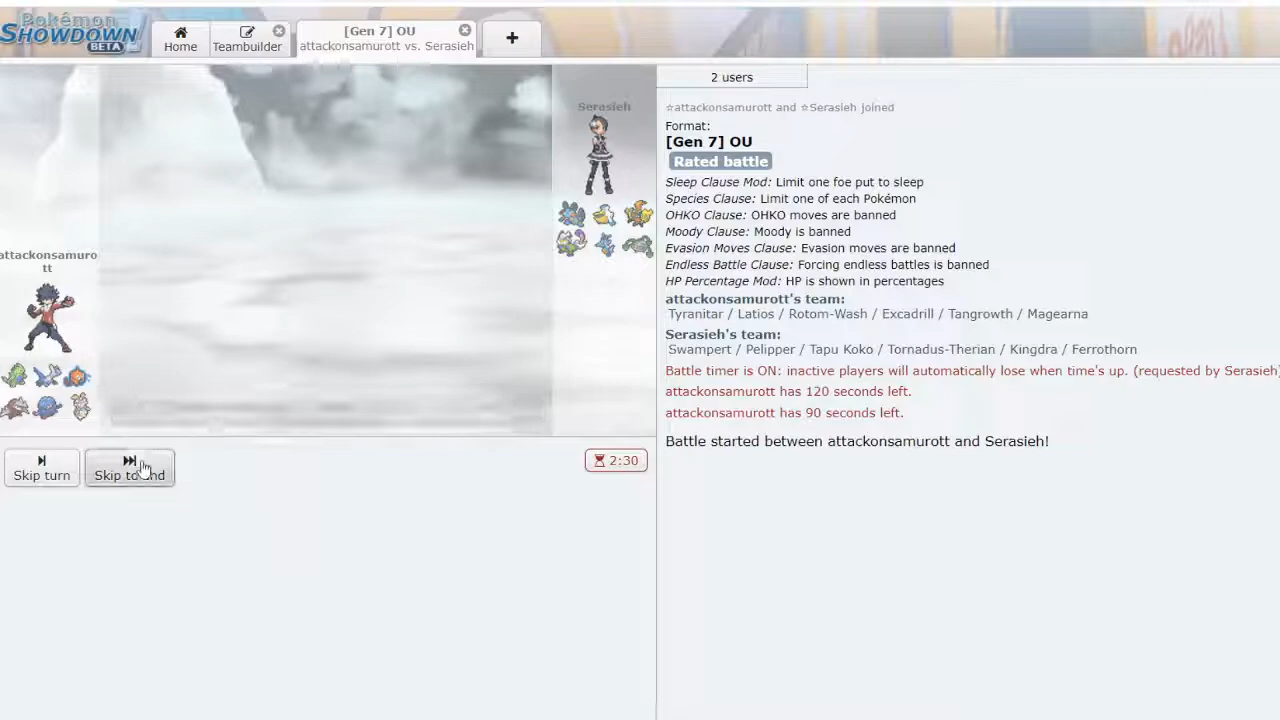 Pokémon
SHOWDOWN
BETA
Home
Teambuilder
[Gen 7] OU
attackonsamurott vs. Serasieh
2 users
☆attackonsamurott and ☆Serasieh joined
Format:
[Gen 7] OU
Rated battle
Sleep Clause Mod: Limit one foe put to sleep
Species Clause: Limit one of each Pokémon
OHKO Clause: OHKO moves are banned
Moody Clause: Moody is banned
Evasion Moves Clause: Evasion moves are banned
Endless Battle Clause: Forcing endless battles is banned
HP Percentage Mod: HP is shown in percentages
attackonsamurott's team:
Tyranitar / Latios / Rotom-Wash / Excadrill / Tangrowth / Magearna
Serasieh's team:
Swampert / Pelipper / Tapu Koko / Tornadus-Therian / Kingdra / Ferrothorn
Battle timer is ON: inactive players will automatically lose when time's up. (requested by Serasieh)
attackonsamurott has 120 seconds left.
attackonsamurott has 90 seconds left.
Battle started between attackonsamurott and Serasieh!
Serasieh
attackonsamuro
tt
Skip turn
Skip to end
2:30